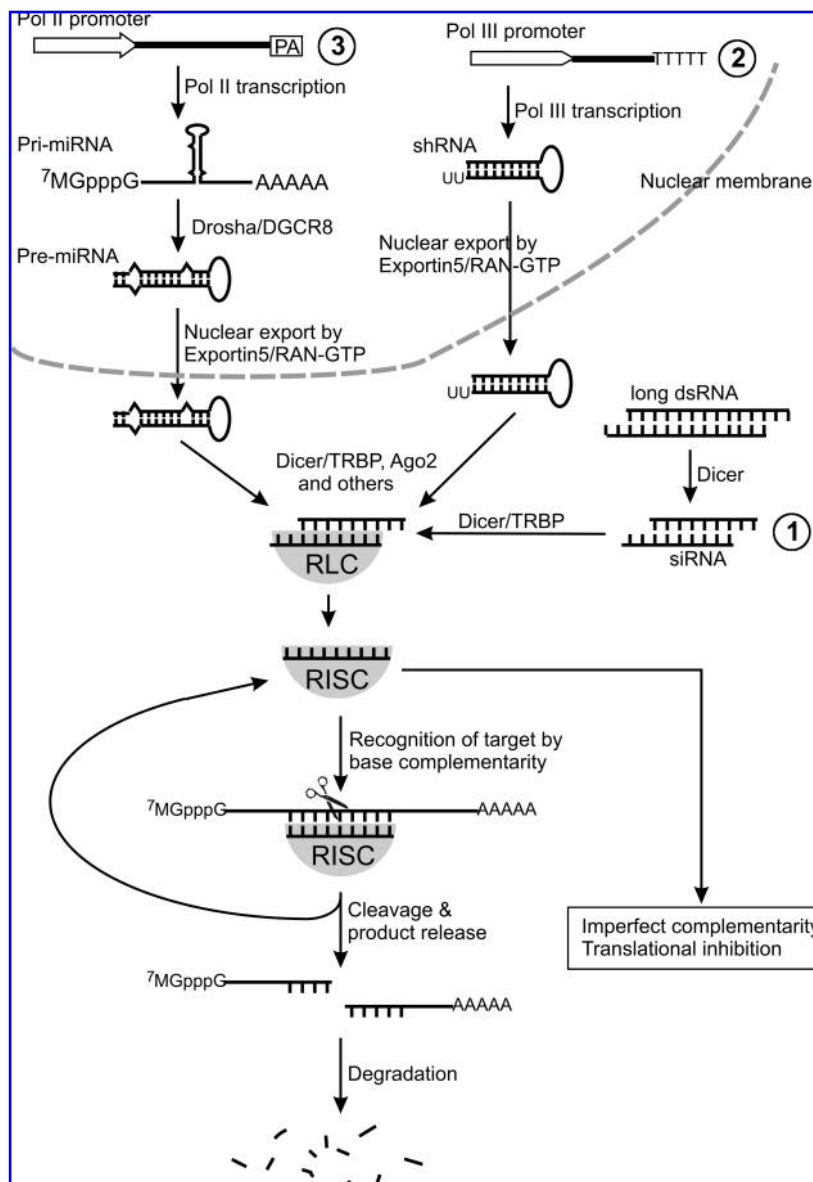 Pol II promoter
PA
3
Pol III promoter
TTTTT
2
Pol II transcription
Pol III transcription
Pri-miRNA
7MGpppG
AAAAA
shRNA
UU
Nuclear membrane
Drosha/DGCR8
Pre-miRNA
Nuclear export by
Exportin5/RAN-GTP
Nuclear export by
Exportin5/RAN-GTP
UU
long dsRNA
Dicer/TRBP, Ago2
and others
Dicer
Dicer/TRBP
1
siRNA
RLC
RISC
Recognition of target by
base complementarity
7MGpppG
AAAAA
RISC
Cleavage &
product release
Imperfect complementarity
Translational inhibition
7MGpppG
AAAAA
Degradation